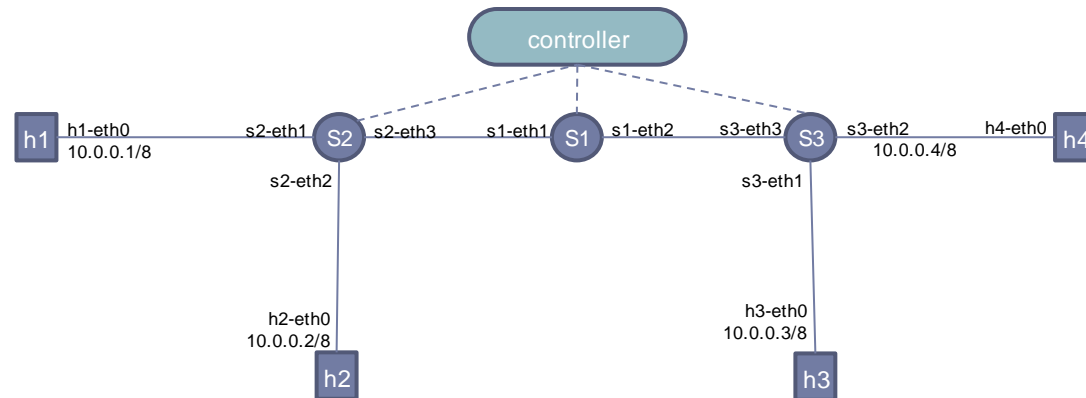 controller
h1-eth0
s2-eth1
S2
s2-eth3
s1-eth1
S1
s1-eth2
s3-eth3
S3
s3-eth2
h4-eth0
h1
10.0.0.1/8
10.0.0.4/8
h4
s2-eth2
s3-eth1
h2-eth0
10.0.0.2/8
h3-eth0
10.0.0.3/8
h2
h3